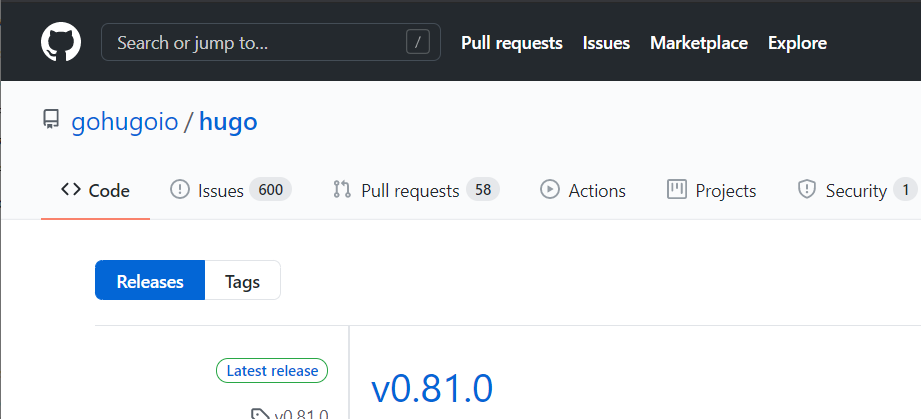 Search or jump to... /
Pull requests Issues Marketplace Explore
gohugoio / hugo
Code Issues 600 Pull requests 58 Actions Projects Security 1
Releases Tags
Latest release
v0.81.0
v0.81.0